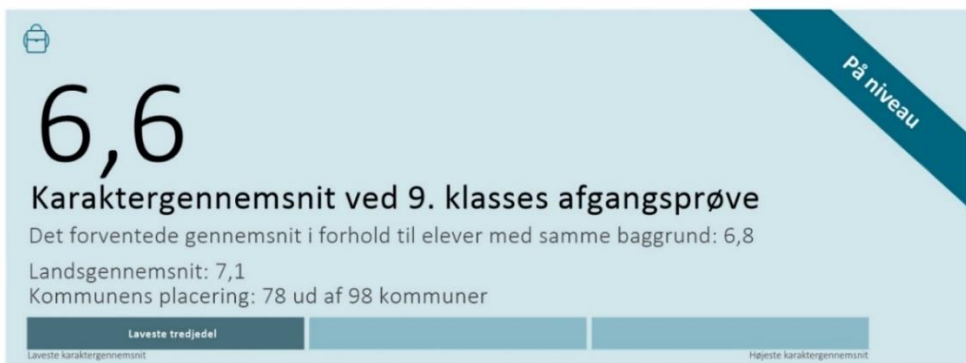 På niveau
6,6
Karaktergennemsnit ved 9. klasses afgangsprøve
Det forventede gennemsnit i forhold til elever med samme baggrund: 6,8
Landsgennemsnit: 7,1
Kommunens placering: 78 ud af 98 kommuner
Laveste tredjedel
Laveste karaktergennemsnit
Højeste karaktergennemsnit